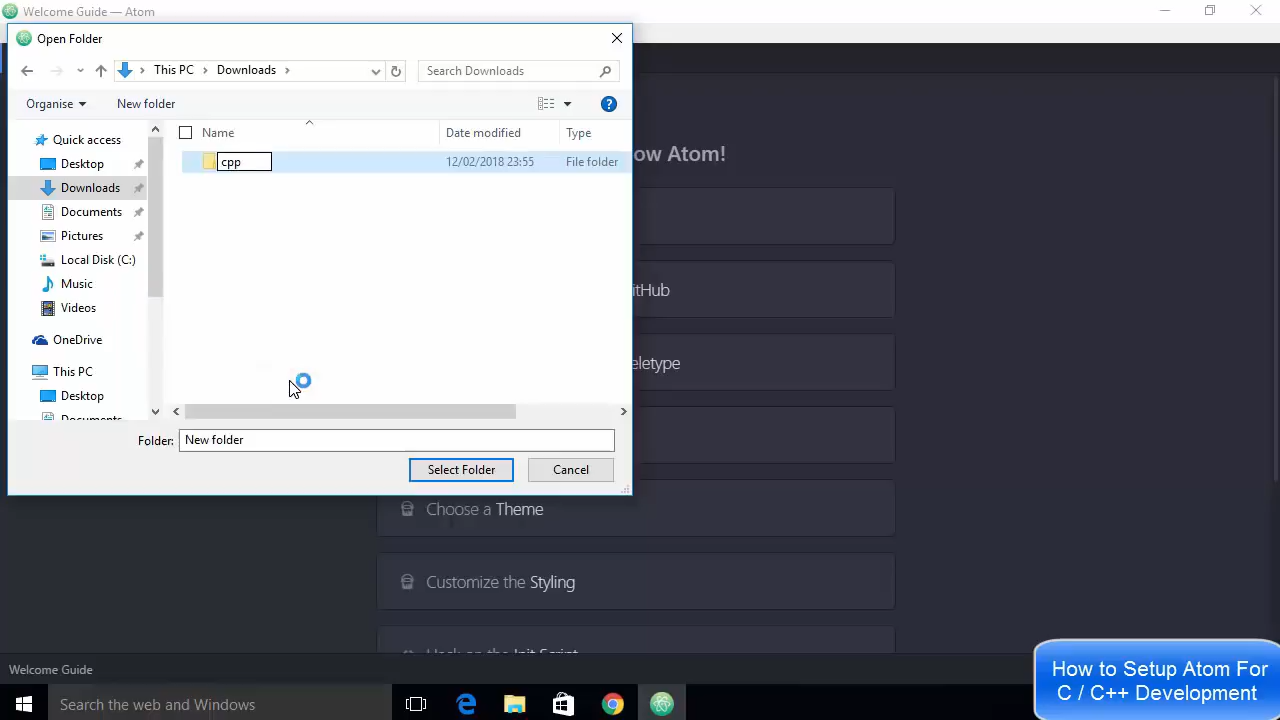 Welcome Guide — Atom
Open Folder
This PC
Downloads
Search Downloads
Organise
New folder
?
Name
Date modified
Type
Quick access
Desktop
Downloads
Documents
Pictures
Local Disk (C:)
Music
Videos
OneDrive
This PC
Desktop
cpp
12/02/2018 23:55
File folder
Folder:
New folder
Select Folder
Cancel
Atom!
Choose a Theme
Customize the Styling
Welcome Guide
Search the web and Windows
How to Setup Atom For
C / C++ Development